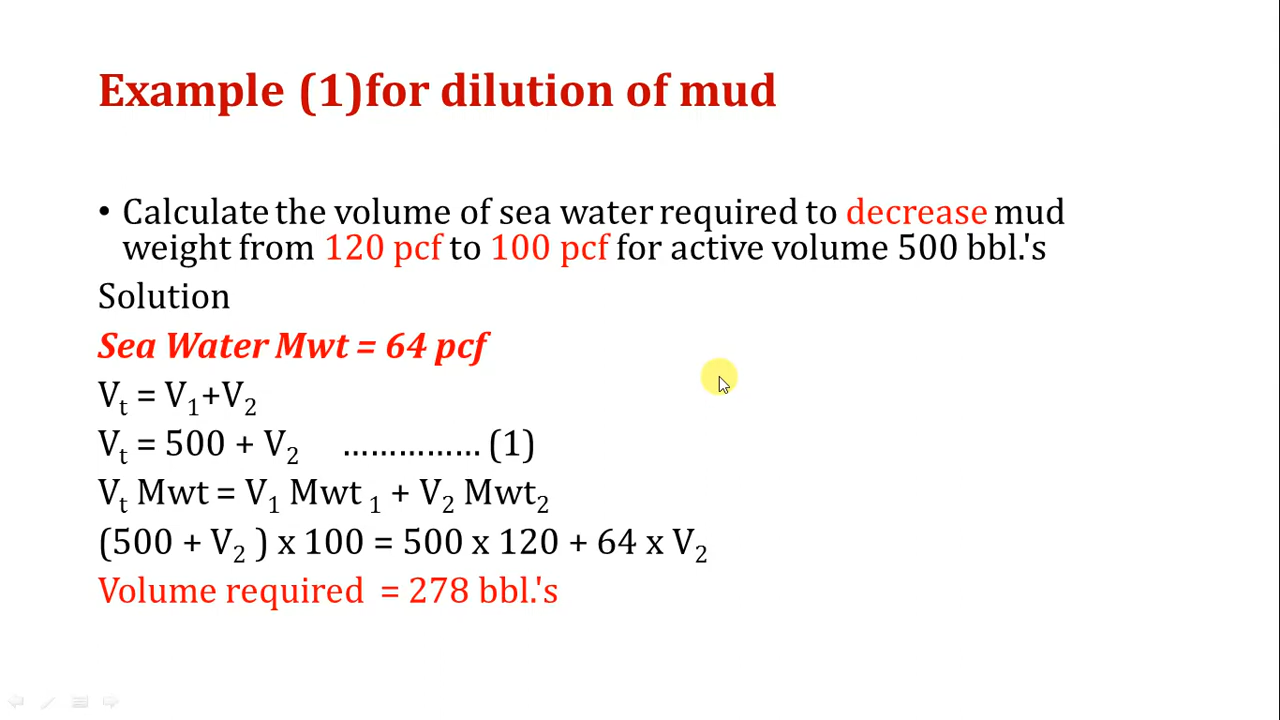 Example (1)for dilution of mud
• Calculate the volume of sea water required to decrease mud
weight from 120 pcf to 100 pcf for active volume 500 bbl.'s
Solution
Sea Water Mwt = 64 pcf
Vt = V1+V2
Vt = 500 + V2 …………… (1)
Vt Mwt = V1 Mwt 1 + V2 Mwt2
(500 + V2 ) x 100 = 500 x 120 + 64 x V2
Volume required = 278 bbl.'s